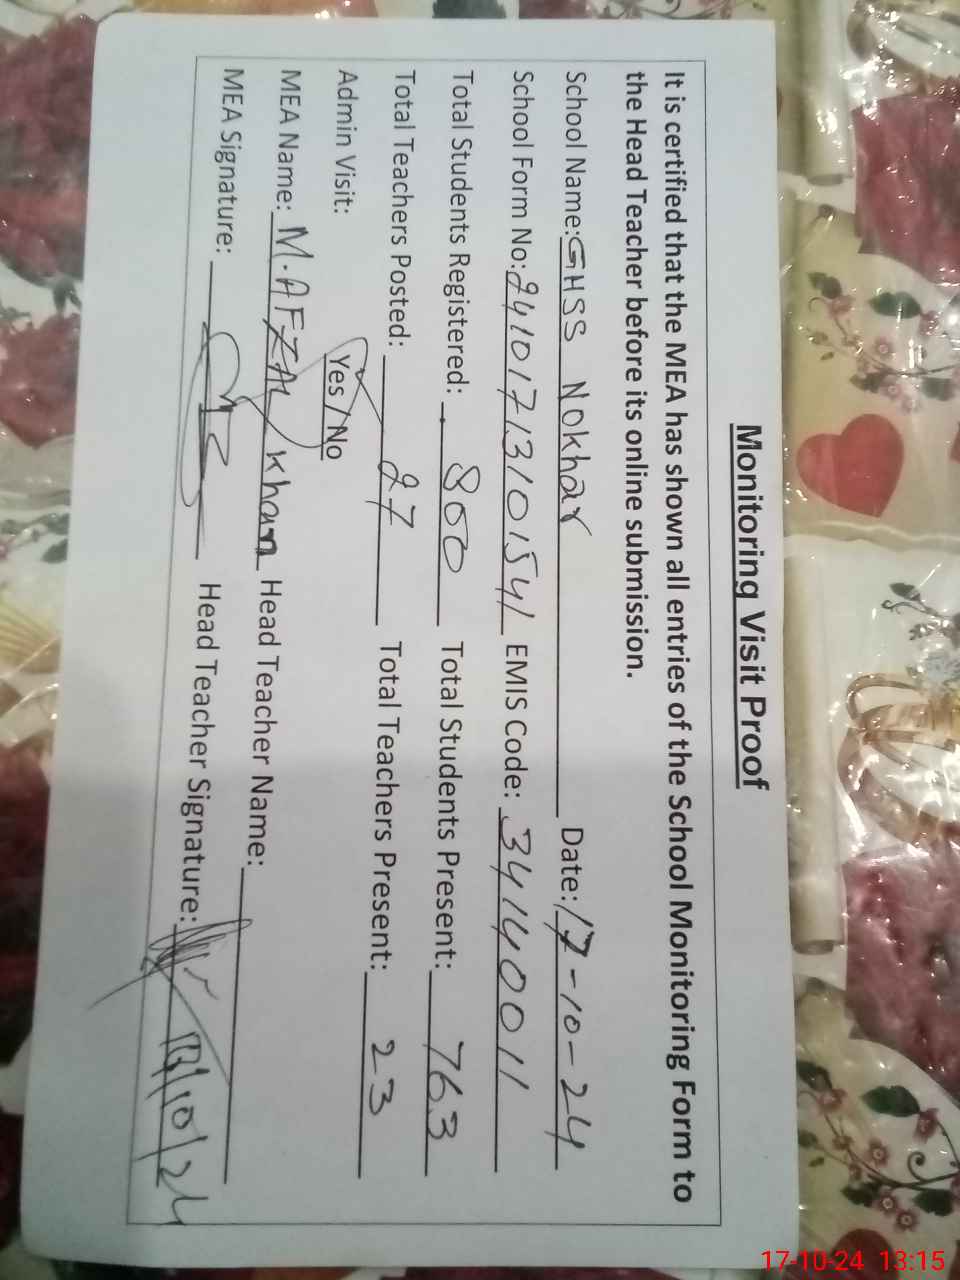 Monitoring Visit Proof
It is certified that the MEA has shown all entries of the School Monitoring Form to
the Head Teacher before its online submission.
School Name: GHSS Nokhar Date: 17-10-24
School Form No: 24101713101541 EMIS Code: 34140011
Total Students Registered: 800 Total Students Present: 763
Total Teachers Posted: 27 Total Teachers Present: 23
Admin Visit: Yes / No
MEA Name: M.AFZAL Khan Head Teacher Name:
MEA Signature: Head Teacher Signature:
17-10-24 13:15